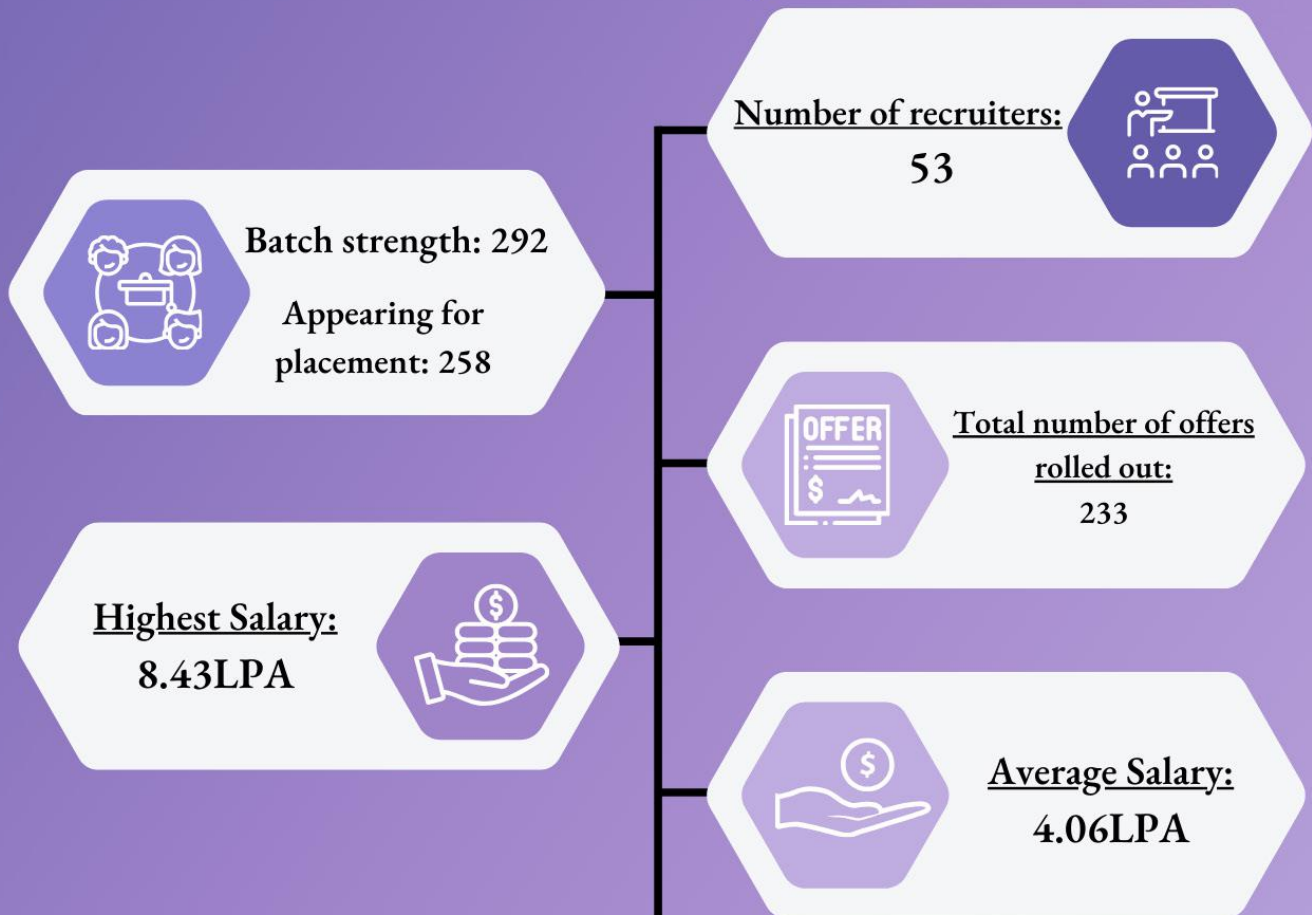 Number of recruiters:
53
Batch strength: 292
Appearing for
placement: 258
OFFER
$
Total number of offers
rolled out:
233
$
Highest Salary:
8.43LPA
$
Average Salary:
4.06LPA